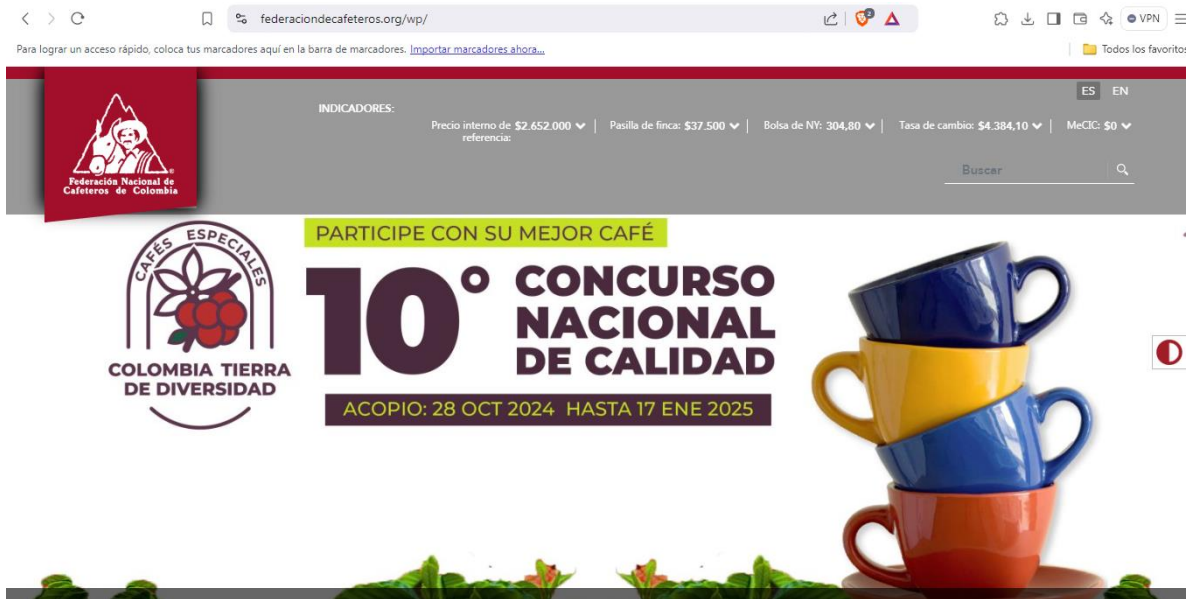 federaciondecafeteros.org/wp/
2
VPN
Para lograr un acceso rápido, coloca tus marcadores aquí en la barra de marcadores. Importar marcadores ahora...
Todos los favoritos
ES EN
INDICADORES:
Precio interno de $2.652.000 | Pasilla de finca: $37.500 | Bolsa de NY: 304,80 | Tasa de cambio: $4.384,10 | MeCIC: $0
referencia:
Buscar
Federación Nacional de
Cafeteros de Colombia
CAFÉS ESPECIALES
COLOMBIA TIERRA
DE DIVERSIDAD
PARTICIPE CON SU MEJOR CAFÉ
10° CONCURSO
NACIONAL
DE CALIDAD
ACOPIO: 28 OCT 2024 HASTA 17 ENE 2025